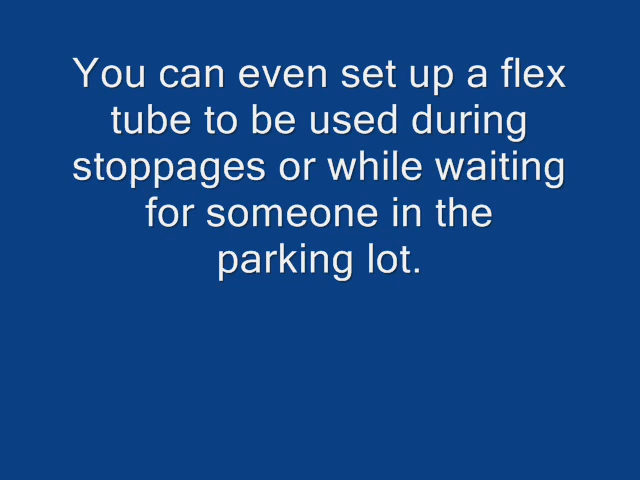 You can even set up a flex
tube to be used during
stoppages or while waiting
for someone in the
parking lot.